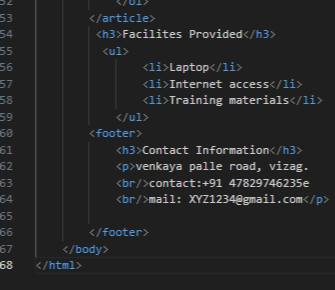 52 </ul>
53 </article>
54 <h3>Facilites Provided</h3>
55 <ul>
56 <li>Laptop</li>
57 <li>Internet access</li>
58 <li>Training materials</li>
59 </ul>
60 <footer>
61 <h3>Contact Information</h3>
62 <p>venkaya palle road, vizag.
63 <br/>contact:+91 47829746235e
64 <br/>mail: XYZ1234@gmail.com</p>
65
66 </footer>
67 </body>
68 </html>